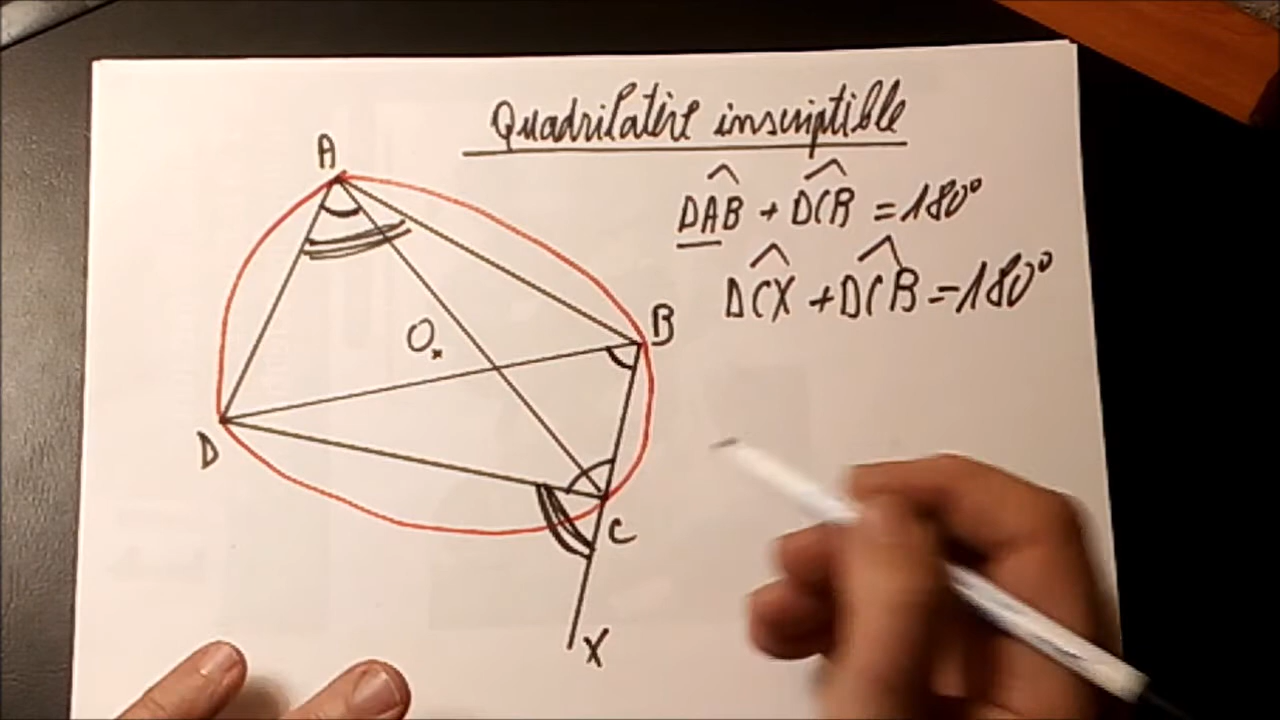 Quadrilatère inscriptible
DAB + DCB = 180°
DCX + DCB = 180°
A
B
O
D
C
X